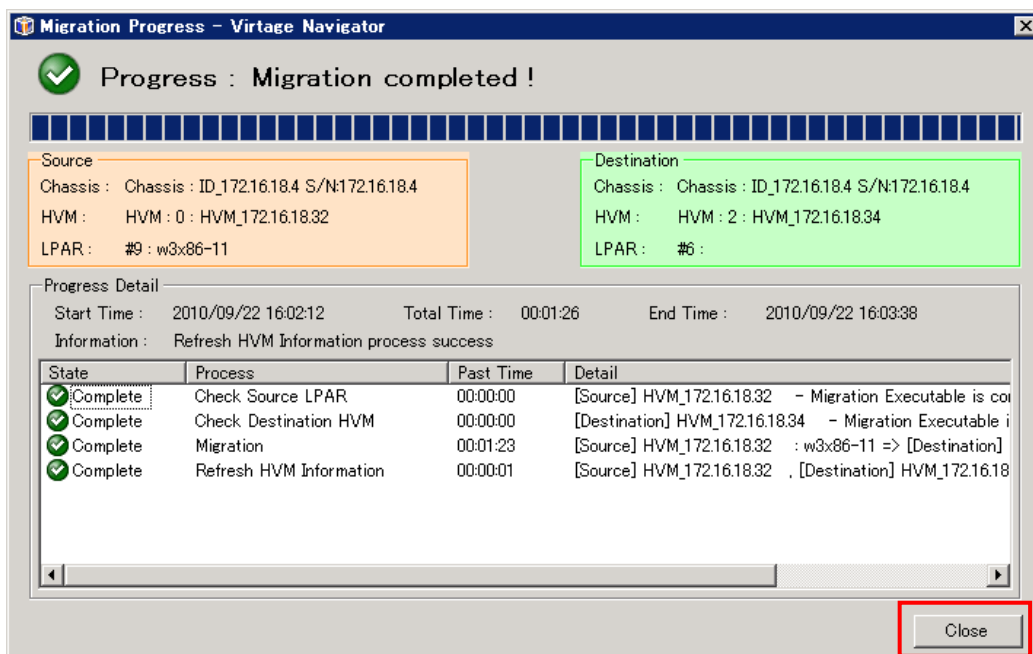 Migration Progress - Virtage Navigator
Progress : Migration completed !
Source
Chassis : Chassis : ID_172.16.18.4 S/N:172.16.18.4
HVM : HVM : 0 : HVM_172.16.18.32
LPAR : #9 : w3x86-11
Destination
Chassis : Chassis : ID_172.16.18.4 S/N:172.16.18.4
HVM : HVM : 2 : HVM_172.16.18.34
LPAR : #6 :
Progress Detail
Start Time : 2010/09/22 16:02:12 Total Time : 00:01:26 End Time : 2010/09/22 16:03:38
Information : Refresh HVM Information process success
State Process Past Time Detail
Complete Check Source LPAR 00:00:00 [Source] HVM_172.16.18.32 - Migration Executable is co
Complete Check Destination HVM 00:00:00 [Destination] HVM_172.16.18.34 - Migration Executable i
Complete Migration 00:01:23 [Source] HVM_172.16.18.32 : w3x86-11 => [Destination]
Complete Refresh HVM Information 00:00:01 [Source] HVM_172.16.18.32 , [Destination] HVM_172.16.18
Close